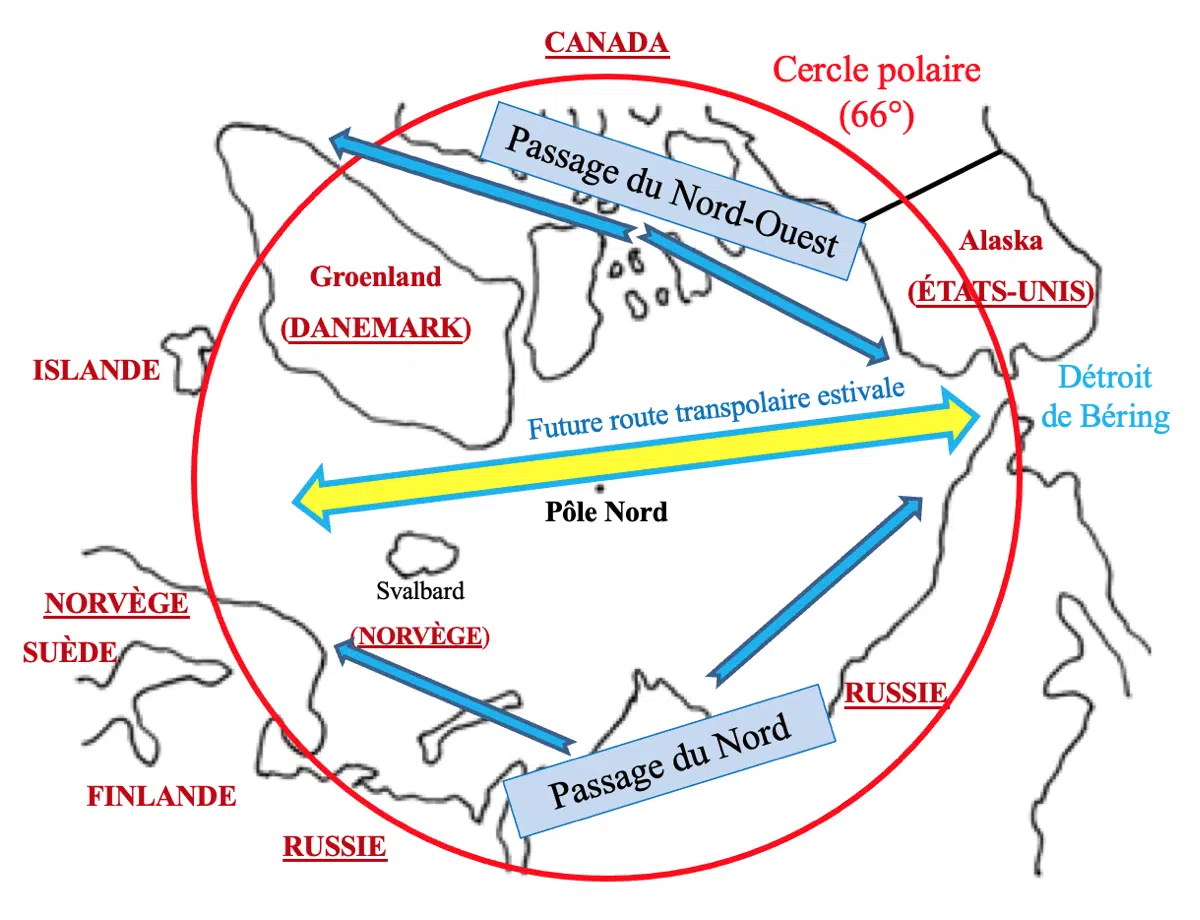 CANADA
Cercle polaire
(66°)
Passage du Nord-Ouest
Alaska
(ÉTATS-UNIS)
Groenland
(DANEMARK)
ISLANDE
Détroit
de Béring
Future route transpolaire estivale
Pôle Nord
Svalbard
(NORVÈGE)
NORVÈGE
SUÈDE
RUSSIE
Passage du Nord
FINLANDE
RUSSIE